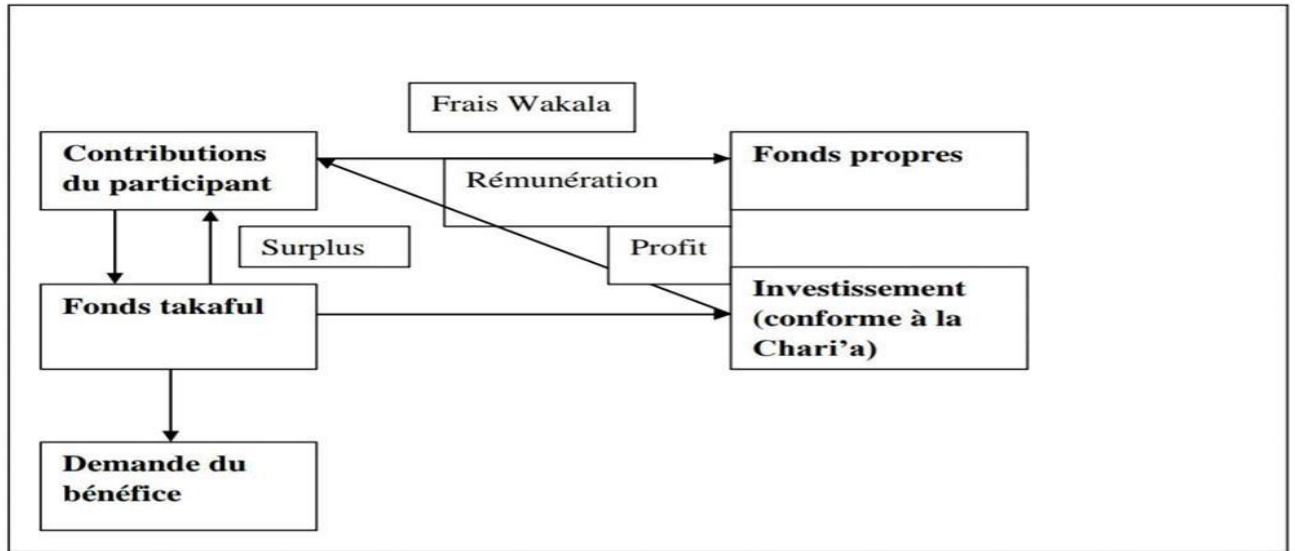 Frais Wakala
Contributions
du participant
Fonds propres
Rémunération
Surplus
Profit
Fonds takaful
Investissement
(conforme à la
Chari’a)
Demande du
bénéfice